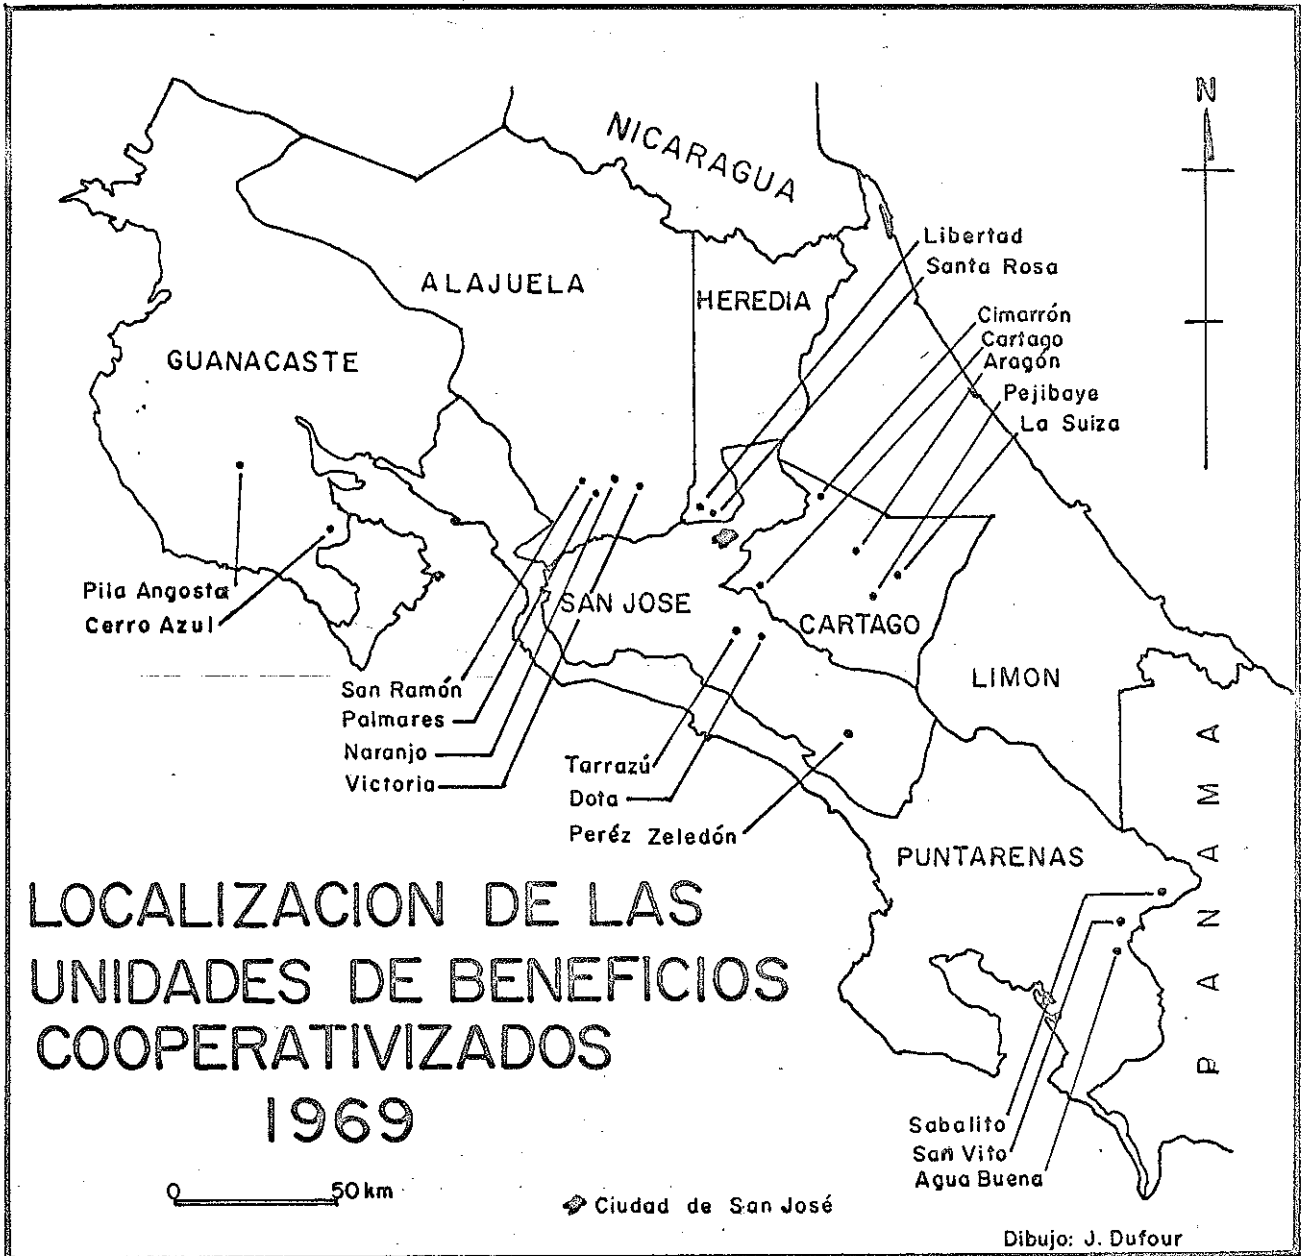 N
NICARAGUA
Libertad
Santa Rosa
ALAJUELA
HEREDIA
Cimarrón
Cartago
Aragón
GUANACASTE
Pejibaye
La Suiza
Pila Angosta
Cerro Azul
SAN JOSE
CARTAGO
LIMON
San Ramón
Palmares
Naranjo
Victoria
Tarrazú
Dota
Peréz Zeledón
PANAMA
PUNTARENAS
LOCALIZACION DE LAS
UNIDADES DE BENEFICIOS
COOPERATIVIZADOS
1969
Sabalito
San Vito
Agua Buena
0 50 km
Ciudad de San José
Dibujo: J. Dufour